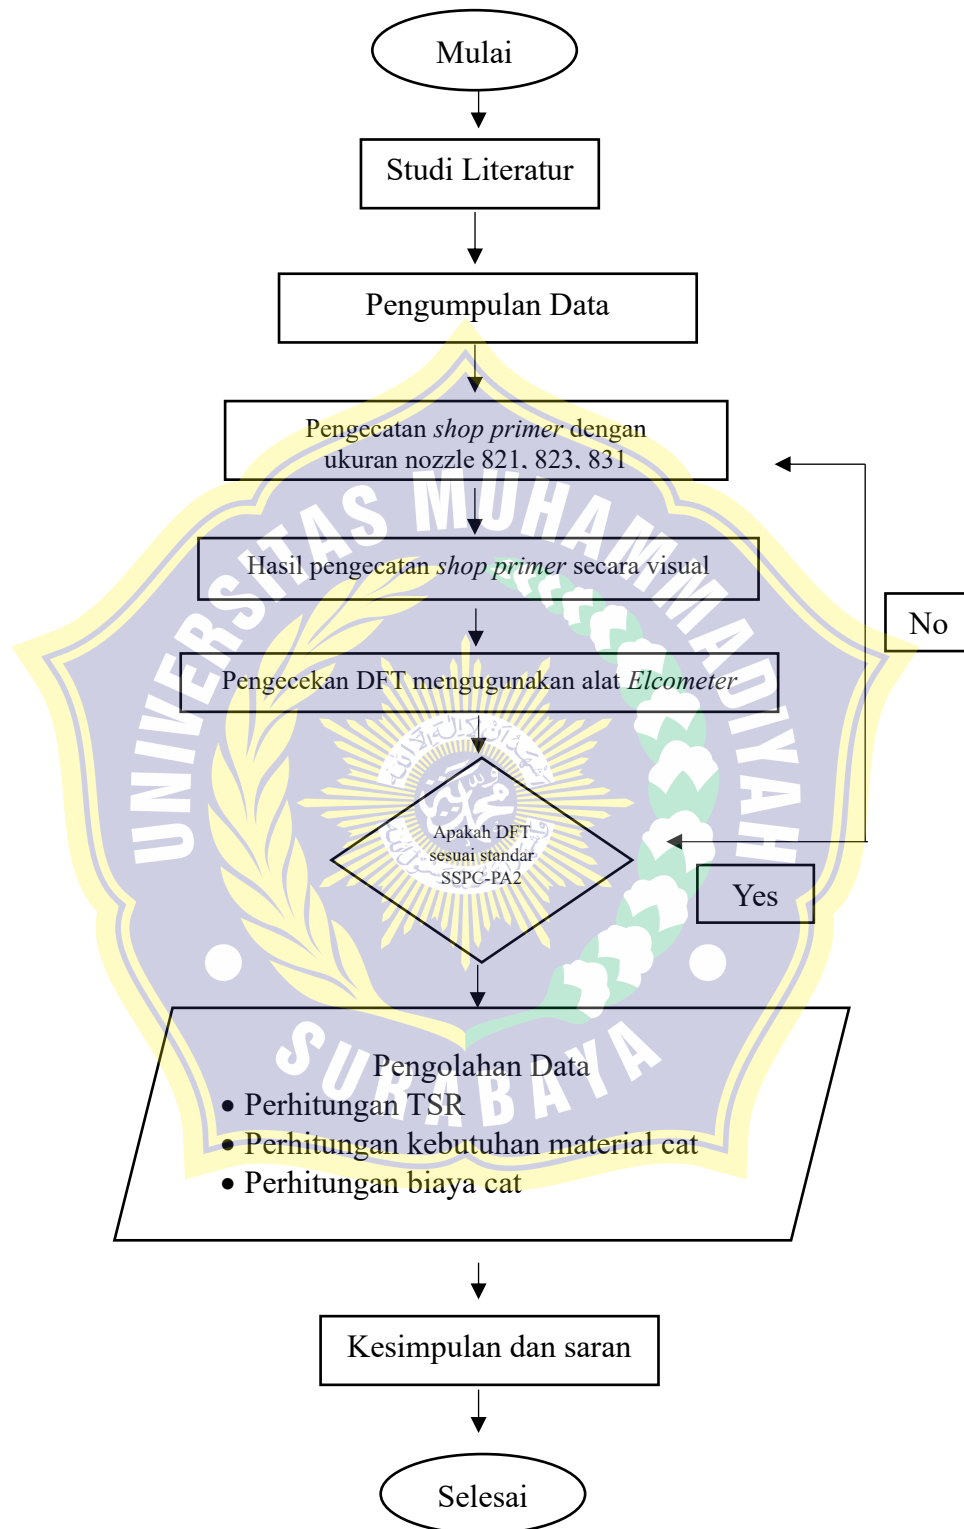 Mulai
Studi Literatur
Pengumpulan Data
Pengecatan shop primer dengan
ukuran nozzle 821, 823, 831
UNIVERSITAS MUHAMMADIYAH
Hasil pengecatan shop primer secara visual
No
Pengecekan DFT mengugunakan alat Elcometer
Apakah DFT
sesuai standar
SSPC-PA2
Yes
Pengolahan Data
• Perhitungan TSR
• Perhitungan kebutuhan material cat
• Perhitungan biaya cat
SURABAYA
Kesimpulan dan saran
Selesai